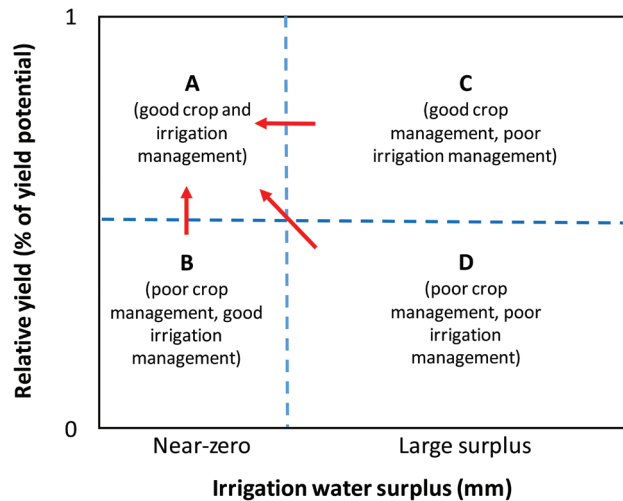 Relative yield (% of yield potential)
1
0
A
(good crop and
irrigation
management)
C
(good crop
management, poor
irrigation management)
B
(poor crop
management, good
irrigation
management)
D
(poor crop
management, poor
irrigation
management)
Near-zero
Large surplus
Irrigation water surplus (mm)